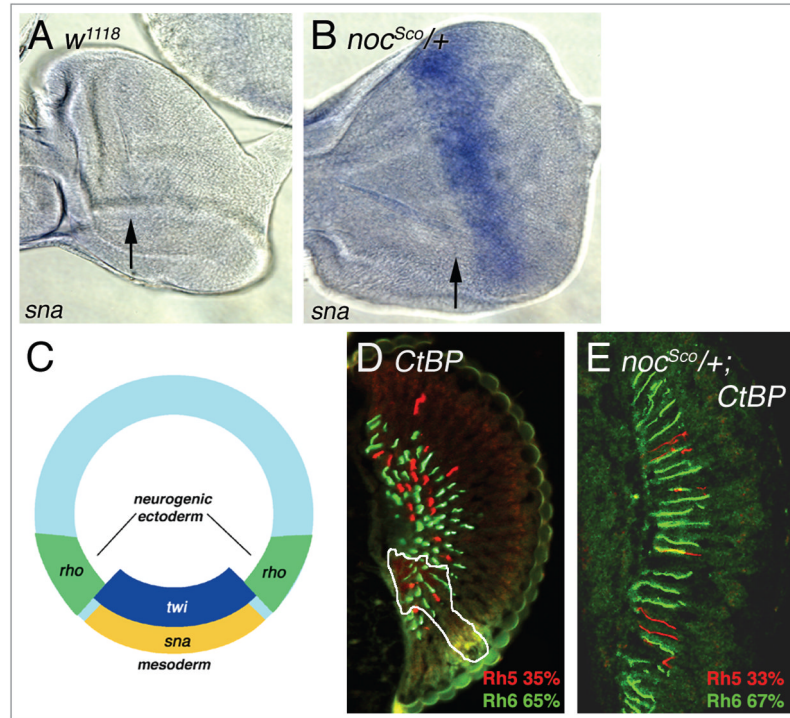 A w1118
sna
B nocSco/+
sna
C
neurogenic
ectoderm
rho
rho
twi
sna
mesoderm
D CtBP
Rh5 35%
Rh6 65%
E nocSco/+;
CtBP
Rh5 33%
Rh6 67%